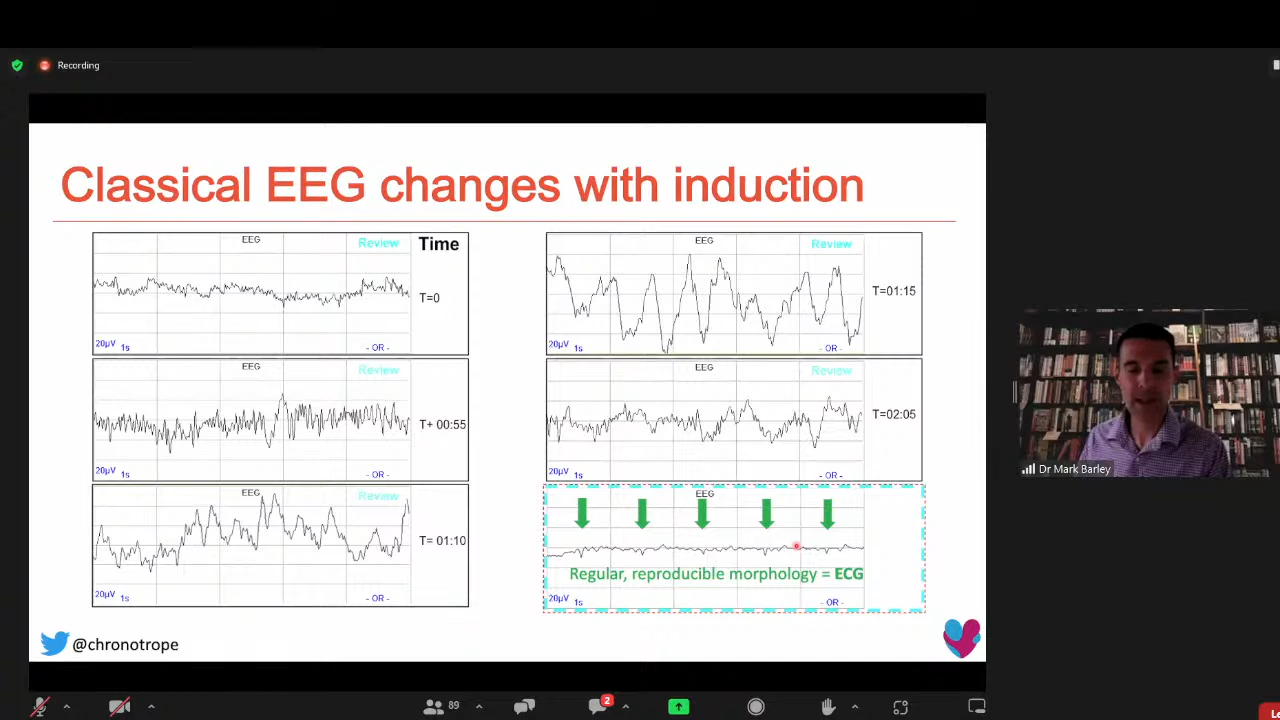 Recording
Classical EEG changes with induction
EEG
Review
Time
T=0
20µV 1s
- OR -
EEG
Review
T+ 00:55
20µV 1s
- OR -
EEG
Review
T= 01:10
20µV 1s
- OR -
EEG
Review
T=01:15
20µV 1s
- OR -
EEG
Review
T=02:05
20µV 1s
- OR -
EEG
Regular, reproducible morphology = ECG
20µV 1s
- OR -
@chronotrope
Dr Mark Barley
89
2